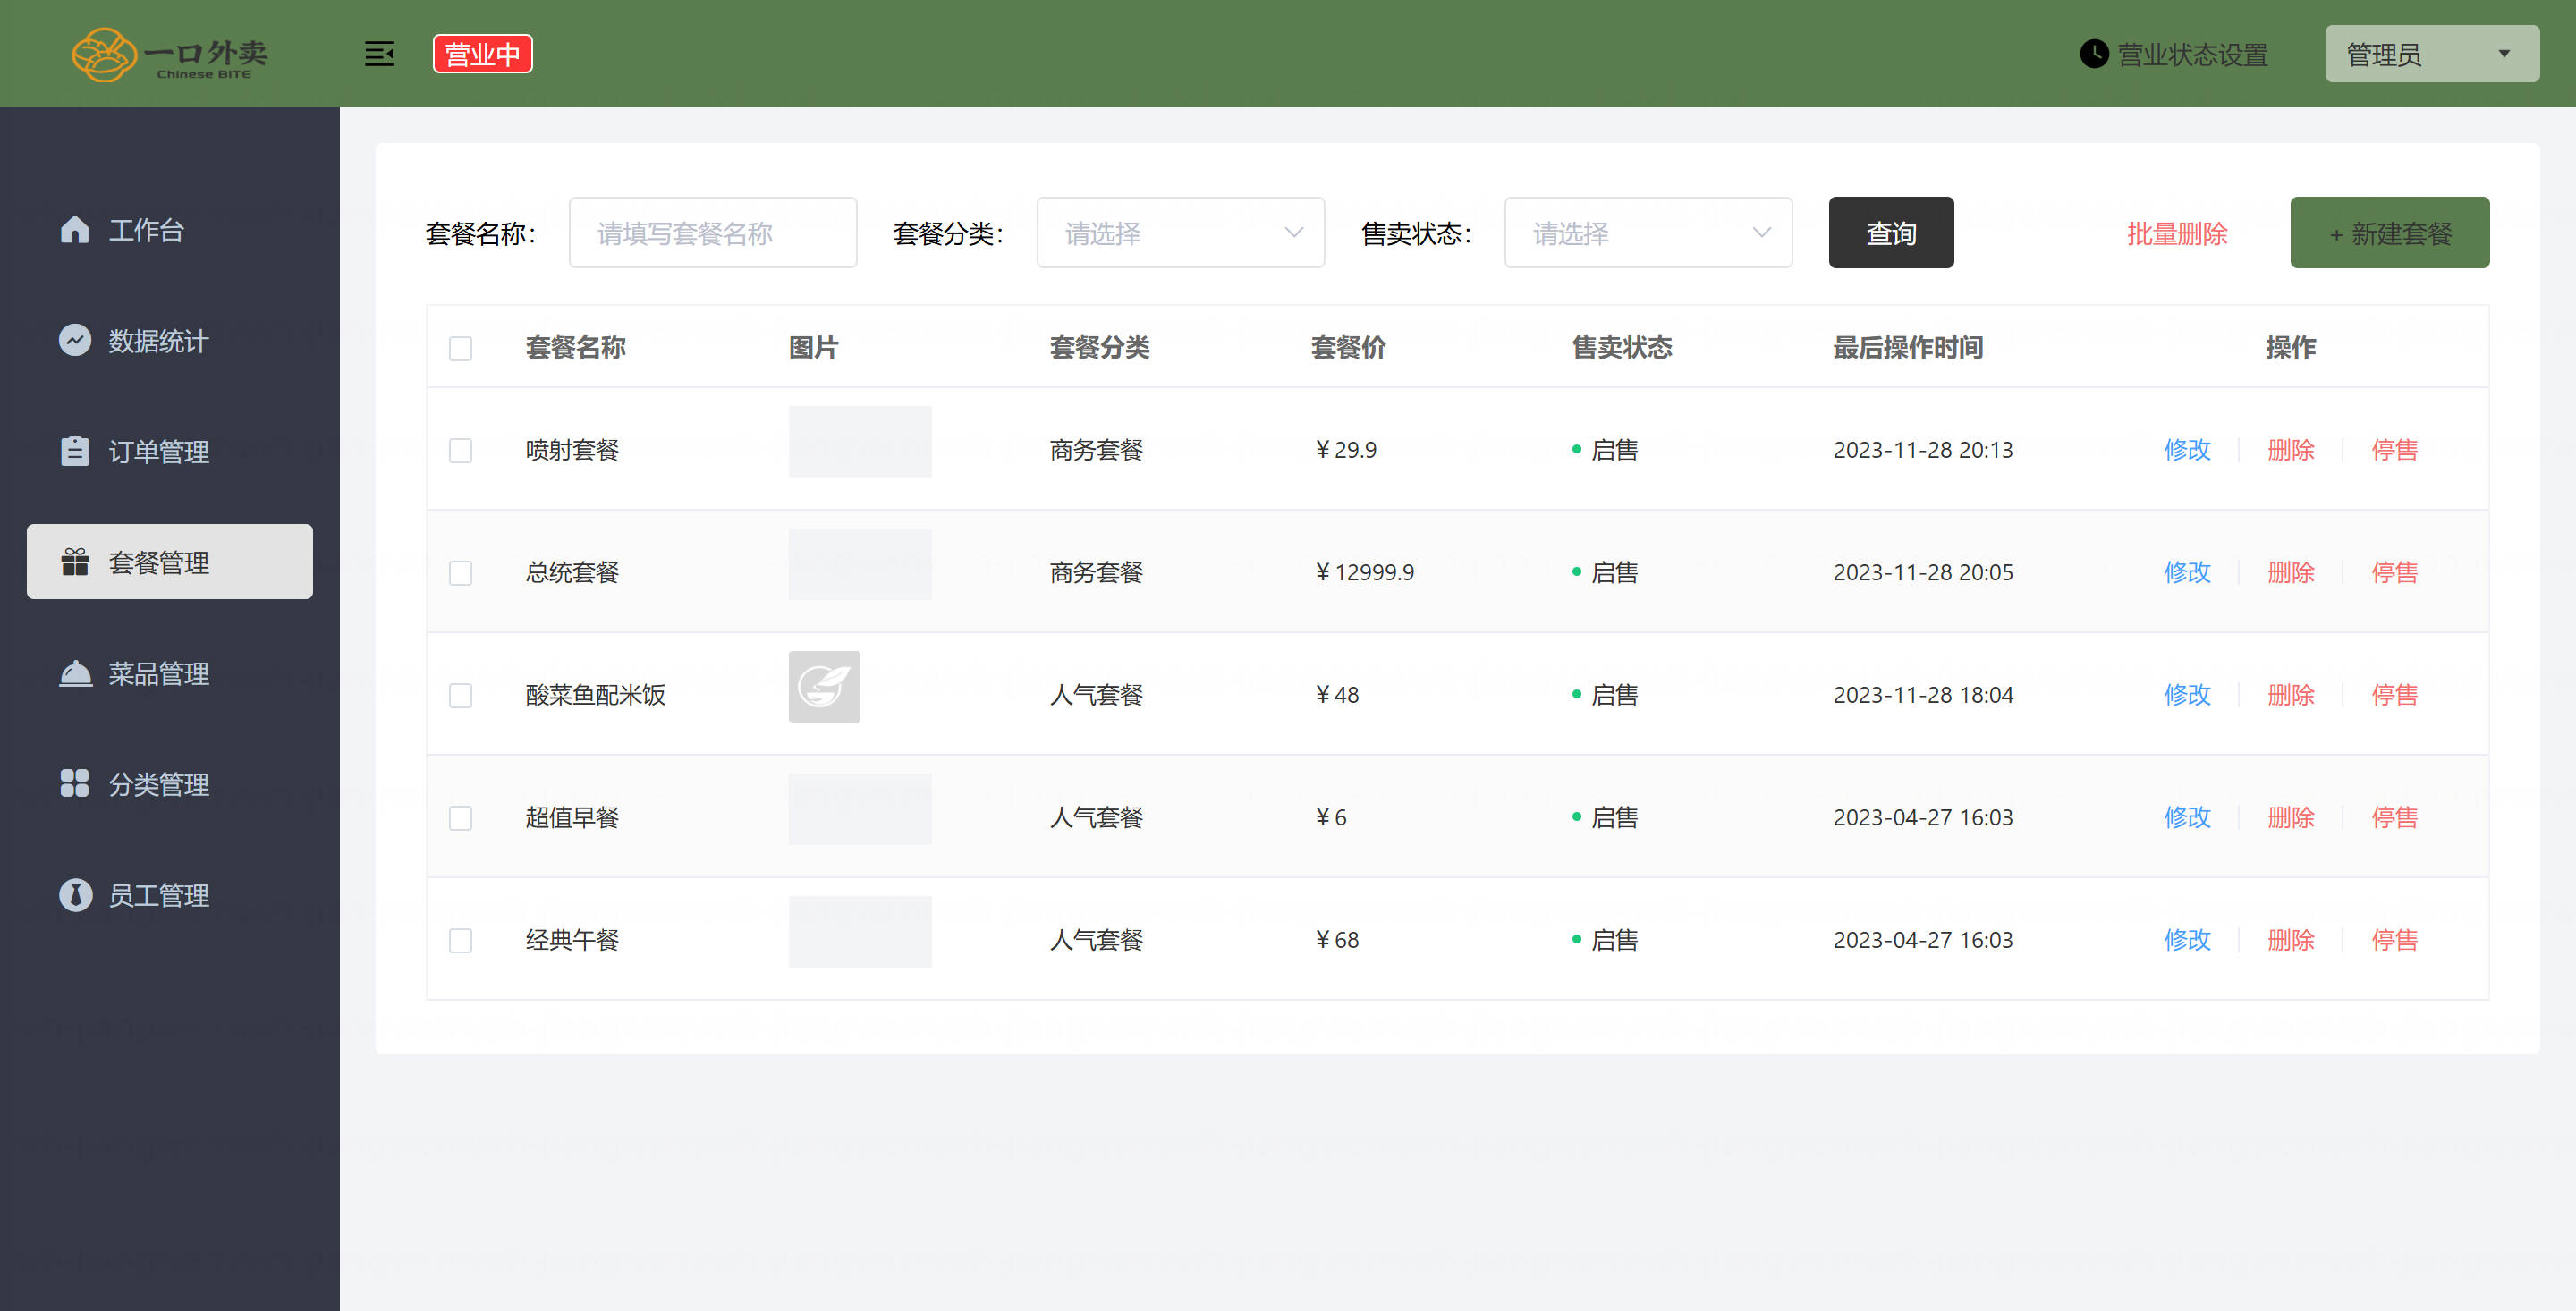 一口外卖
Chinese BITE
营业中
营业状态设置
管理员
工作台
数据统计
订单管理
套餐管理
菜品管理
分类管理
员工管理
套餐名称: 请填写套餐名称 套餐分类: 请选择 售卖状态: 请选择 查询 批量删除 + 新建套餐
套餐名称 图片 套餐分类 套餐价 售卖状态 最后操作时间 操作
喷射套餐 商务套餐 ￥29.9 启售 2023-11-28 20:13 修改 删除 停售
总统套餐 商务套餐 ￥12999.9 启售 2023-11-28 20:05 修改 删除 停售
酸菜鱼配米饭 人气套餐 ￥48 启售 2023-11-28 18:04 修改 删除 停售
超值早餐 人气套餐 ￥6 启售 2023-04-27 16:03 修改 删除 停售
经典午餐 人气套餐 ￥68 启售 2023-04-27 16:03 修改 删除 停售